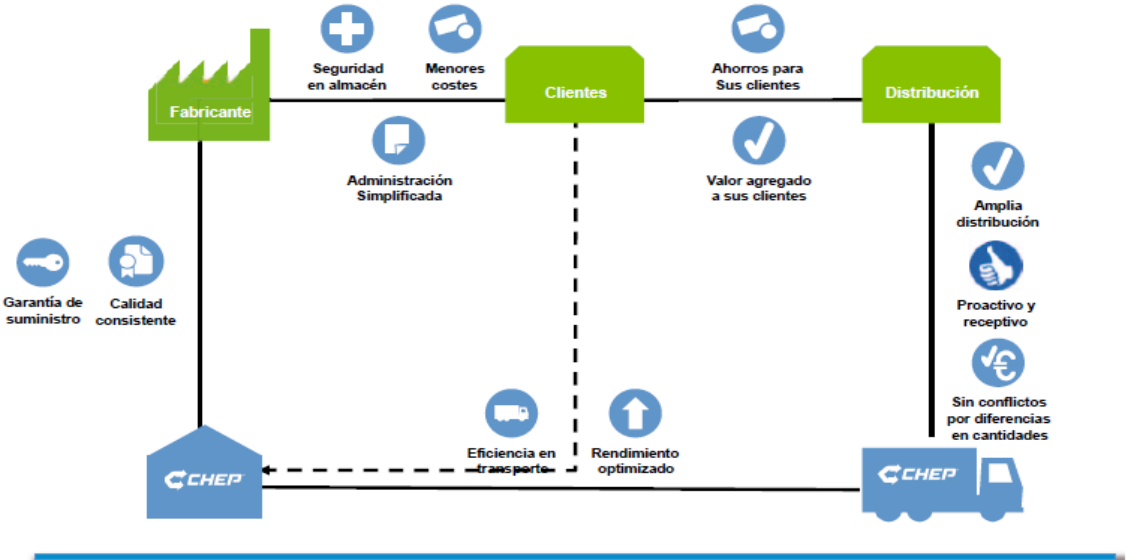 Seguridad
en almacén
Menores
costes
Ahorros para
Sus clientes
Fabricante
Clientes
Distribución
Administración
Simplificada
Valor agregado
a sus clientes
Amplia
distribución
Garantía de
suministro
Calidad
consistente
Proactivo y
receptivo
Sin conflictos
por diferencias
en cantidades
Eficiencia en
transporte
Rendimiento
optimizado
CHEP
CHEP